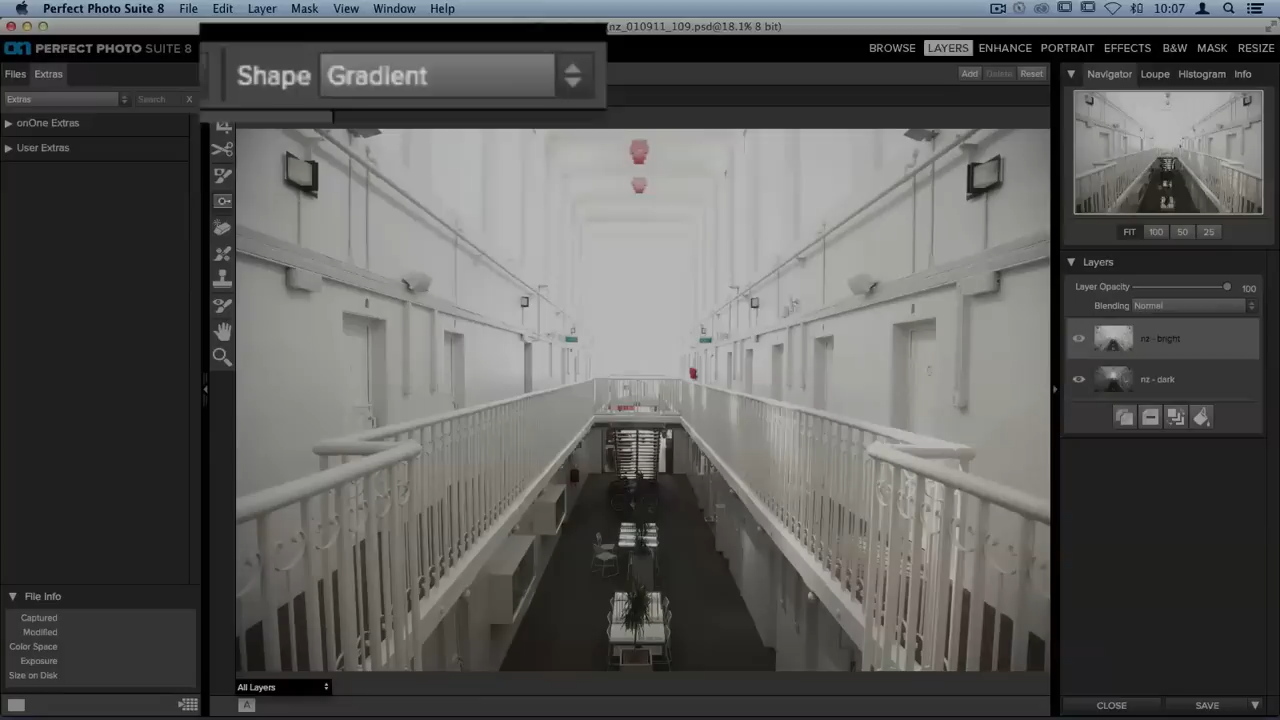 Perfect Photo Suite 8 File Edit Layer Mask View Window Help 10:07
nz_010911_109.psd@18.1% 8 bit)
on PERFECT PHOTO SUITE 8 BROWSE LAYERS ENHANCE PORTRAIT EFFECTS B&W MASK RESIZE
Shape Gradient
Files Extras Add Delete Reset Navigator Loupe Histogram Info
Extras Search X
onOne Extras
User Extras
FIT 100 50 25
Layers
Layer Opacity 100
Blending Normal
nz - bright
nz - dark
File Info
Captured
Modified
Color Space
Exposure
Size on Disk
All Layers
A CLOSE SAVE